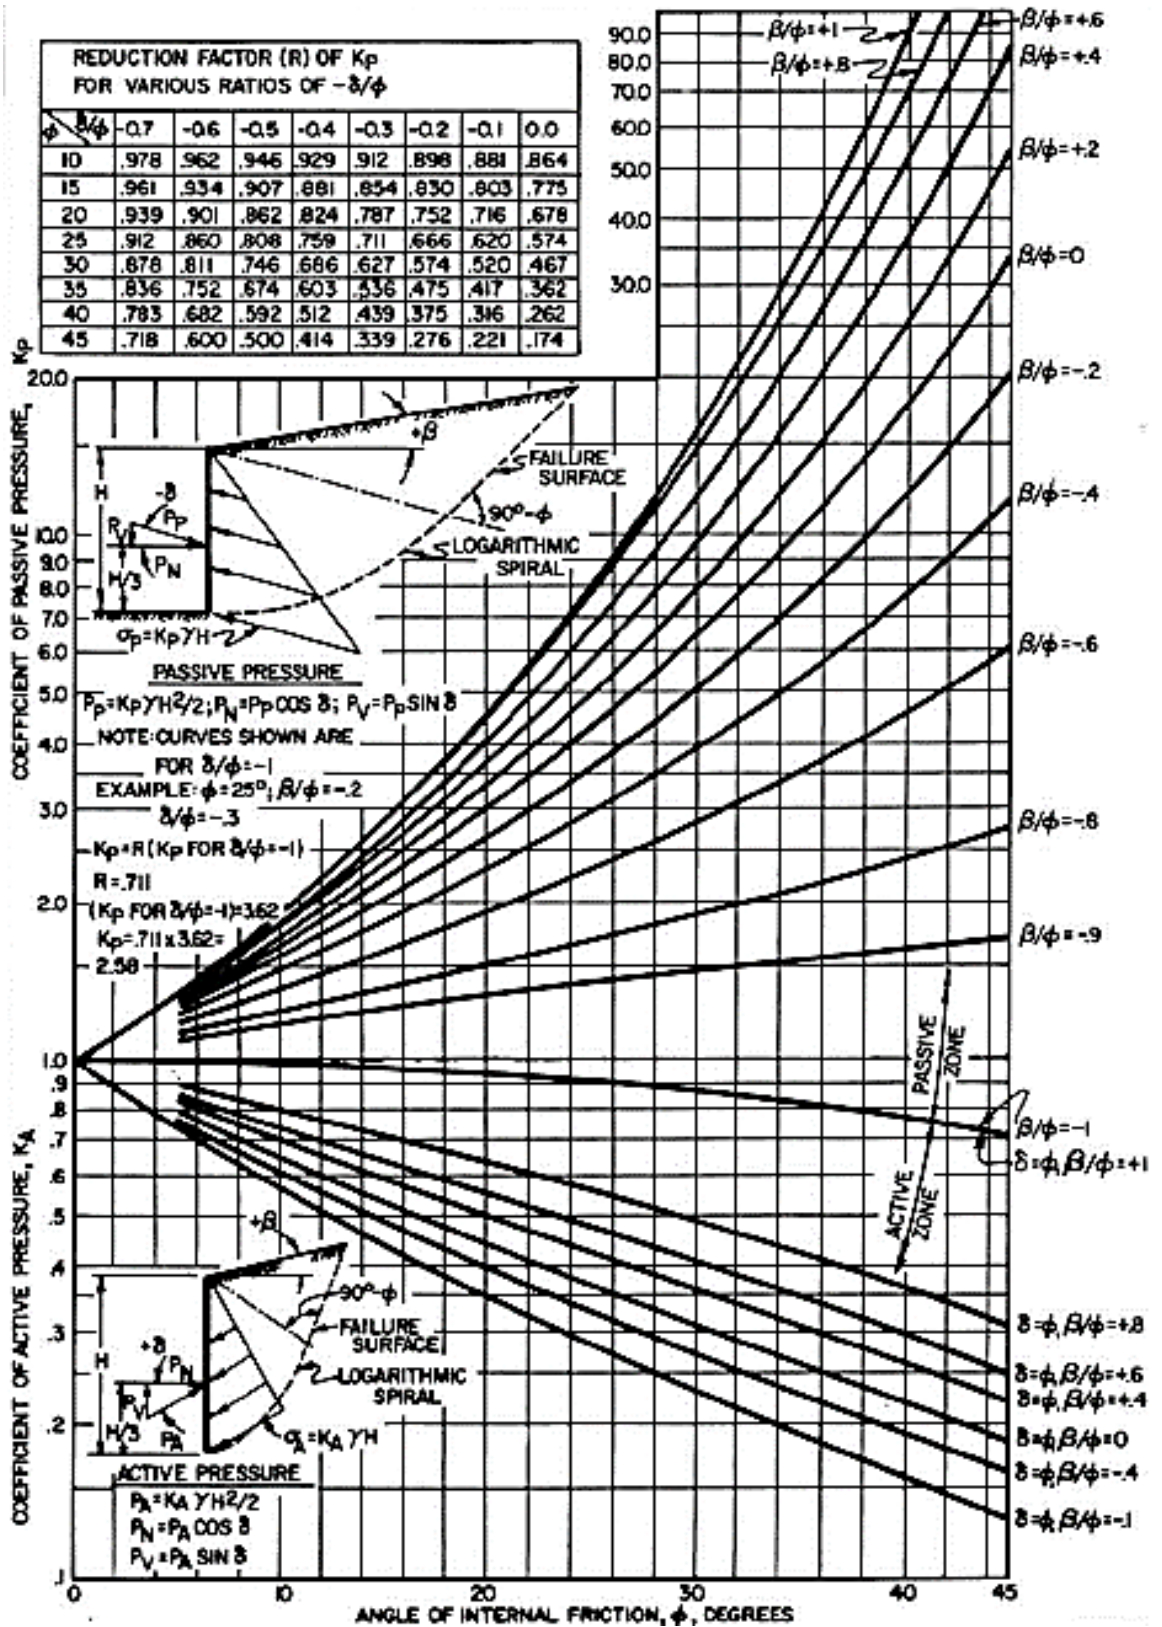 REDUCTION FACTOR (R) OF Kp
FOR VARIOUS RATIOS OF -δ/ϕ
ϕ δ/ϕ -0.7 -0.6 -0.5 -0.4 -0.3 -0.2 -0.1 0.0
10 .978 .962 .946 .929 .912 .898 .881 .864
15 .961 .934 .907 .881 .854 .830 .803 .775
20 .939 .901 .862 .824 .787 .752 .716 .678
25 .912 .860 .808 .759 .711 .666 .620 .574
30 .878 .811 .746 .686 .627 .574 .520 .467
35 .836 .752 .674 .603 .536 .475 .417 .362
40 .783 .682 .592 .512 .439 .375 .316 .262
45 .718 .600 .500 .414 .339 .276 .221 .174
90.0
80.0
70.0
60.0
50.0
40.0
30.0
20.0
10.0
9.0
8.0
7.0
6.0
5.0
4.0
3.0
2.0
1.0
.9
.8
.7
.6
.5
.4
.3
.2
.1
COEFFICIENT OF PASSIVE PRESSURE, Kp
COEFFICIENT OF ACTIVE PRESSURE, KA
β/ϕ=+1
β/ϕ=+.8
β/ϕ=+.6
β/ϕ=+.4
β/ϕ=+.2
β/ϕ=0
β/ϕ=-.2
β/ϕ=-.4
β/ϕ=-.6
β/ϕ=-.8
β/ϕ=-.9
β/ϕ=-1
δ=ϕ,β/ϕ=+1
δ=ϕ,β/ϕ=+.8
δ=ϕ,β/ϕ=+.6
δ=ϕ,β/ϕ=+.4
δ=ϕ,β/ϕ=0
δ=ϕ,β/ϕ=-.4
δ=ϕ,β/ϕ=-.1
+β
H
-δ
Pp
PN
H/3
FAILURE
SURFACE
90°-ϕ
LOGARITHMIC
SPIRAL
σp=KpγH
PASSIVE PRESSURE
Pp=KpγH²/2; PN=Pp COS δ; PV=Pp SIN δ
NOTE: CURVES SHOWN ARE
FOR δ/ϕ=-1
EXAMPLE: ϕ=25°; β/ϕ=-.2
δ/ϕ=-.3
Kp=R(Kp FOR δ/ϕ=-1)
R=.711
(Kp FOR δ/ϕ=-1)=3.62
Kp=.711x3.62=
2.58
PASSIVE
ZONE
ACTIVE
ZONE
+β
90°-ϕ
FAILURE
SURFACE
LOGARITHMIC
SPIRAL
H
+δ
PN
PV
PA
H/3
σA=KAγH
ACTIVE PRESSURE
PA=KAγH²/2
PN=PA COS δ
PV=PA SIN δ
0 10 20 30 40 45
ANGLE OF INTERNAL FRICTION, ϕ, DEGREES